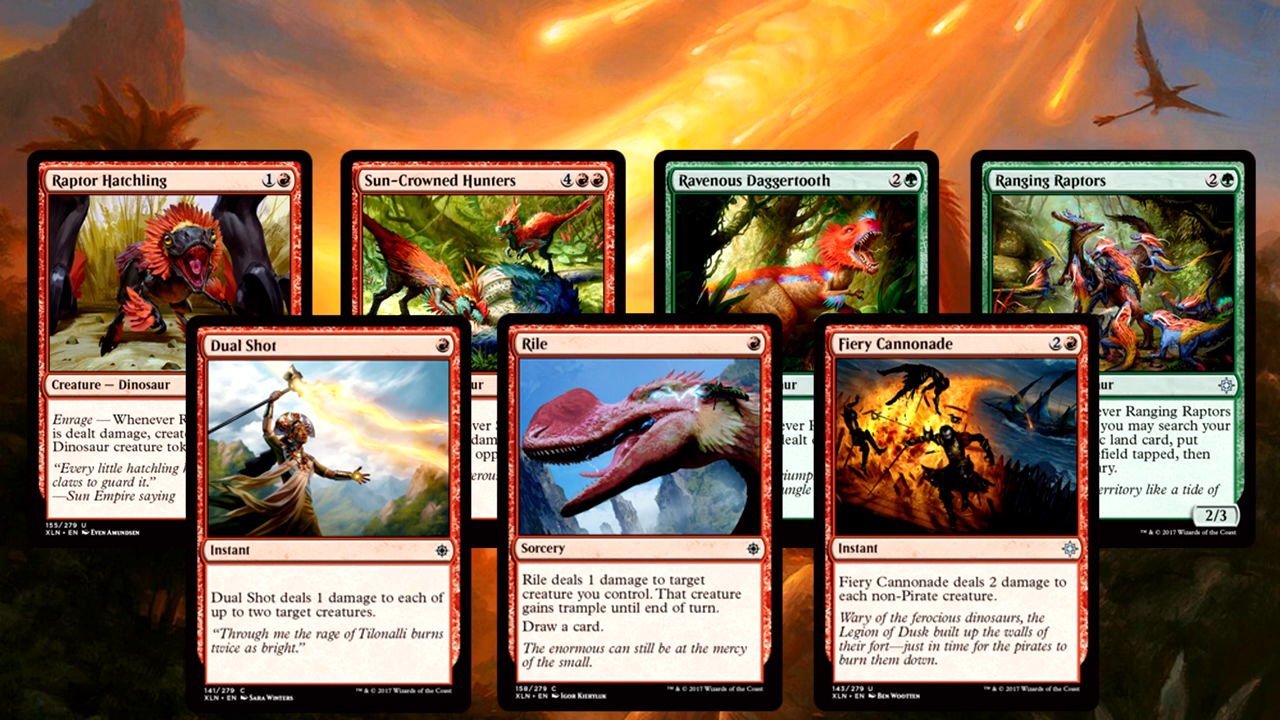 Raptor Hatchling 1
Creature — Dinosaur
Enrage — Whenever R
is dealt damage, creat
Dinosaur creature tok
"Every little hatchling h
claws to guard it."
—Sun Empire saying
155/279 U
XLN • EN Even Amundsen
Sun-Crowned Hunters 4
ur
ver
dam
opp
erou
Ravenous Daggertooth 2
aur
ever
dealt
riump
ungle
Ranging Raptors 2
aur
ever Ranging Raptors
you may search your
c land card, put
field tapped, then
ary.
erritory like a tide of
2/3
™ & © 2017 Wizards of the Coast
Dual Shot
Instant
Dual Shot deals 1 damage to each of
up to two target creatures.
"Through me the rage of Tilonalli burns
twice as bright."
141/279 C
XLN • EN Sara Winters
™ & © 2017 Wizards of the Coast
Rile
Sorcery
Rile deals 1 damage to target
creature you control. That creature
gains trample until end of turn.
Draw a card.
The enormous can still be at the mercy
of the small.
158/279 C
XLN • EN Igor Kieryluk
™ & © 2017 Wizards of the Coast
Fiery Cannonade 2
Instant
Fiery Cannonade deals 2 damage to
each non-Pirate creature.
Wary of the ferocious dinosaurs, the
Legion of Dusk built up the walls of
their fort—just in time for the pirates to
burn them down.
143/279 U
XLN • EN Ben Wootten
™ & © 2017 Wizards of the Coast